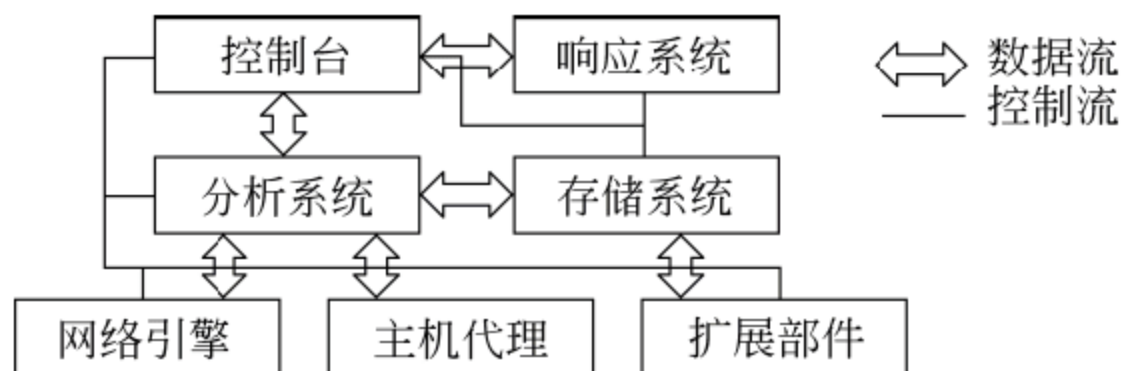 控制台
响应系统
数据流
控制流
分析系统
存储系统
网络引擎
主机代理
扩展部件